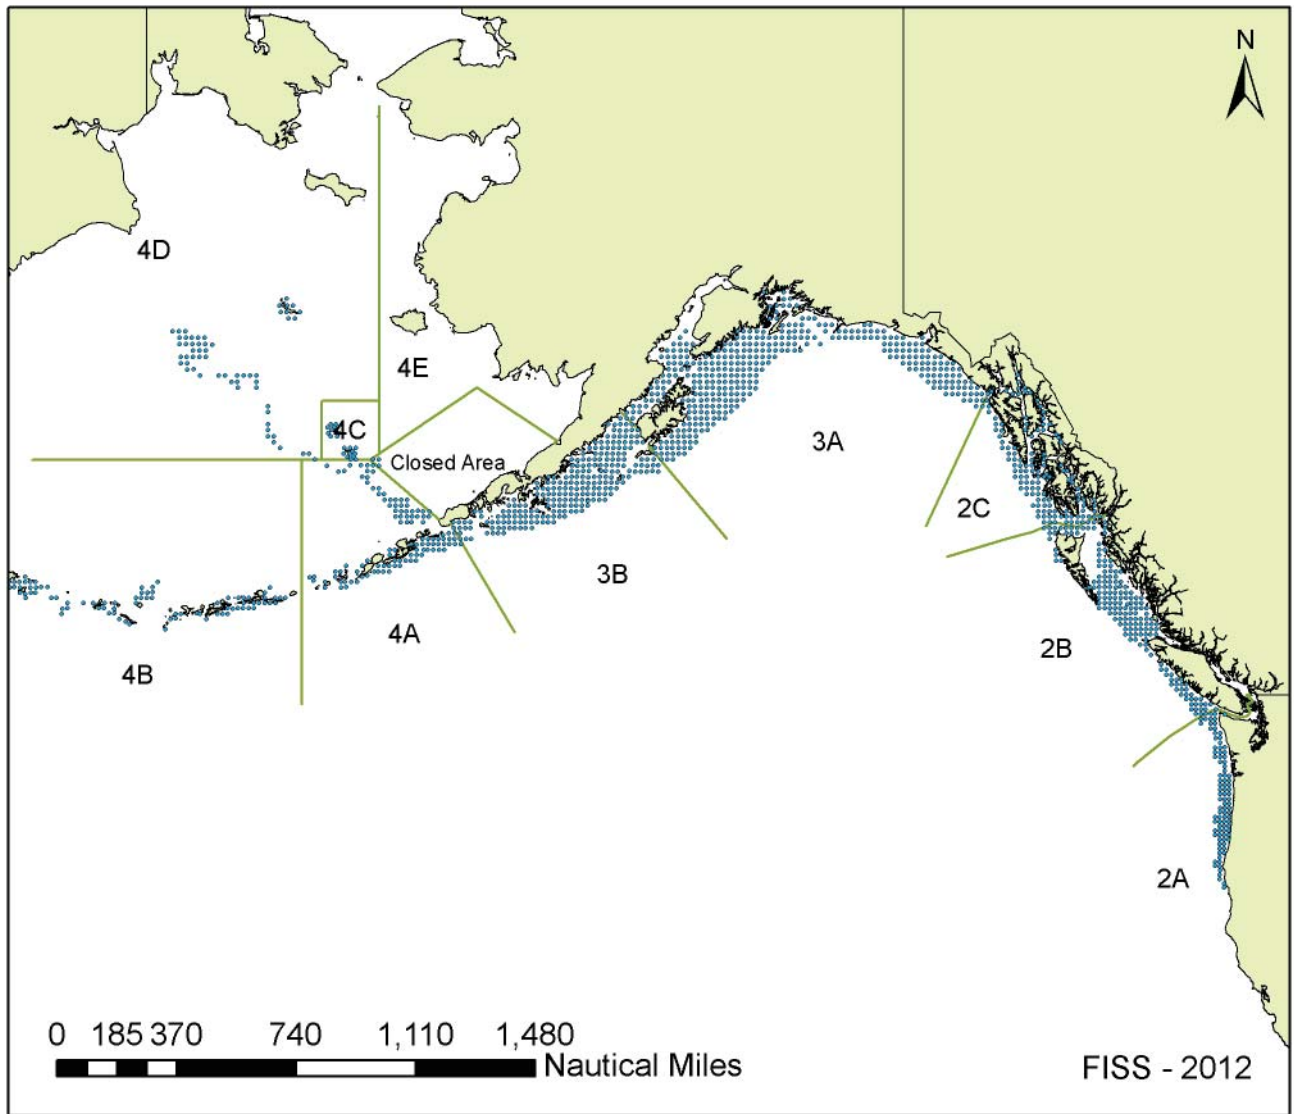 N
4D
4E
4C
Closed Area
3A
2C
3B
4A
2B
4B
2A
0 185 370 740 1,110 1,480
Nautical Miles
FISS - 2012